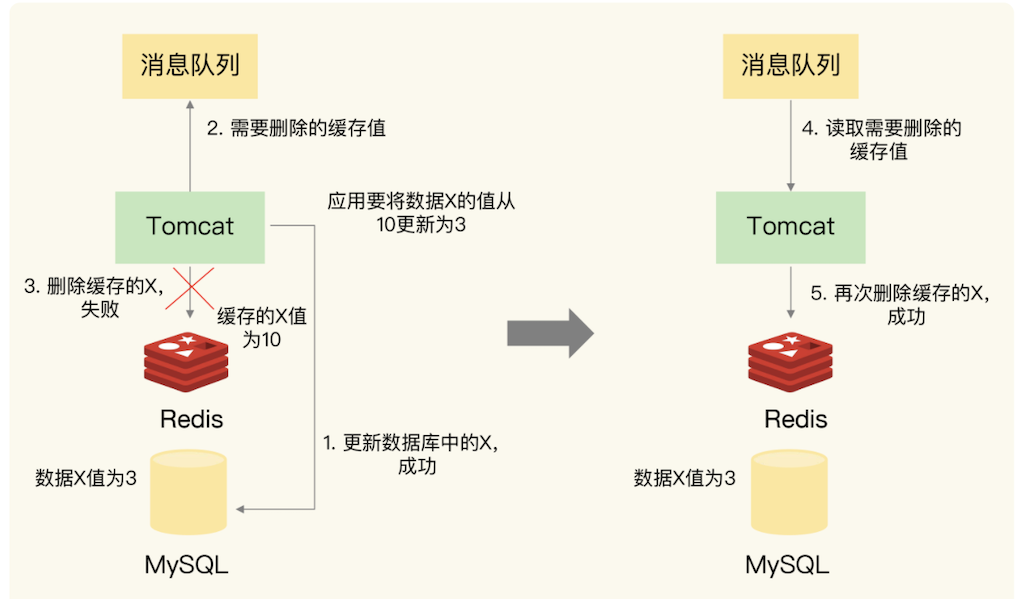 消息队列
2. 需要删除的缓存值
Tomcat
应用要将数据X的值从
10更新为3
3. 删除缓存的X,
失败
缓存的X值
为10
Redis
1. 更新数据库中的X,
成功
数据X值为3
MySQL
消息队列
4. 读取需要删除的
缓存值
Tomcat
5. 再次删除缓存的X,
成功
Redis
数据X值为3
MySQL